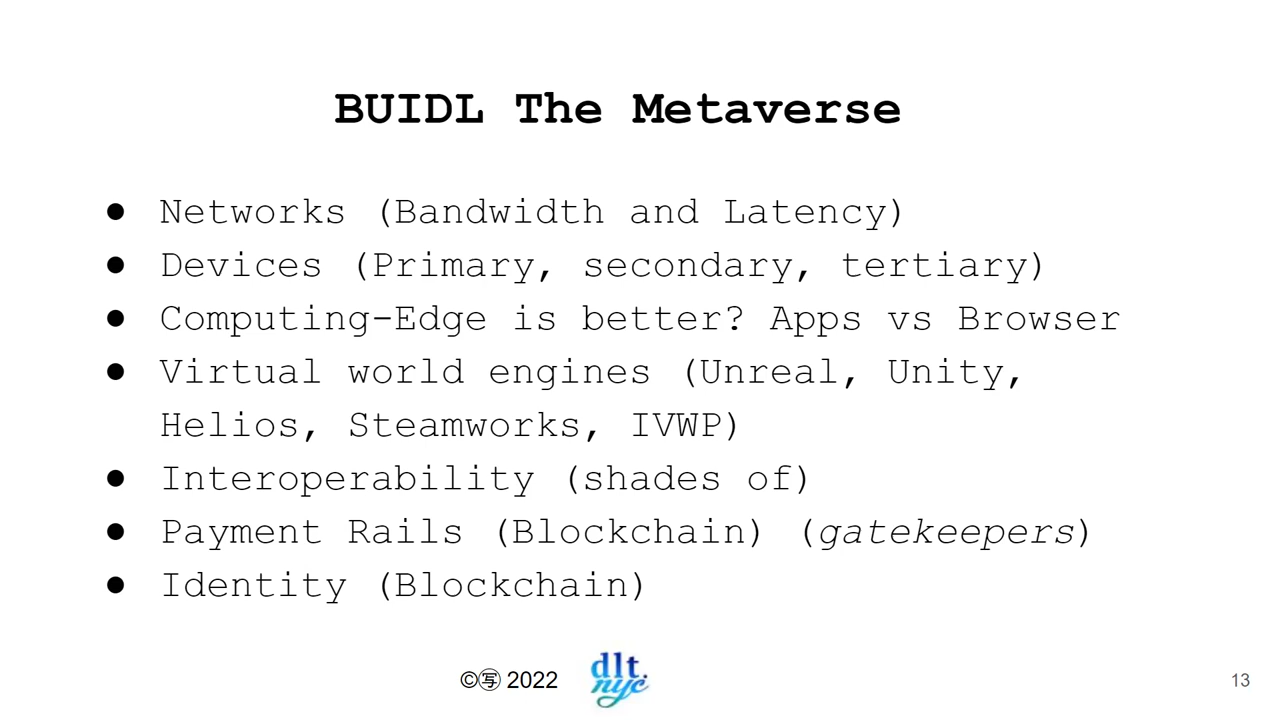 BUIDL The Metaverse
● Networks (Bandwidth and Latency)
● Devices (Primary, secondary, tertiary)
● Computing-Edge is better? Apps vs Browser
● Virtual world engines (Unreal, Unity,
Helios, Steamworks, IVWP)
● Interoperability (shades of)
● Payment Rails (Blockchain) (gatekeepers)
● Identity (Blockchain)
©㊢ 2022
dlt.
nyc
13